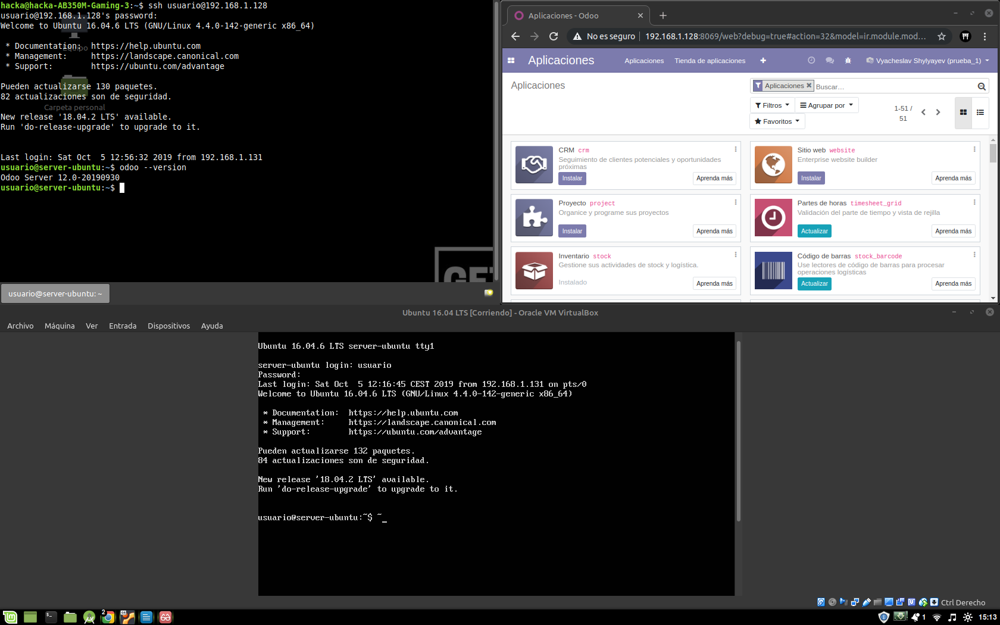 hacka@hacka-AB350M-Gaming-3:~$ ssh usuario@192.168.1.128
usuario@192.168.1.128's password:
Welcome to Ubuntu 16.04.6 LTS (GNU/Linux 4.4.0-142-generic x86_64)
* Documentation:  https://help.ubuntu.com
* Management:     https://landscape.canonical.com
* Support:        https://ubuntu.com/advantage
Pueden actualizarse 130 paquetes.
82 actualizaciones son de seguridad.
Carpeta personal
New release '18.04.2 LTS' available.
Run 'do-release-upgrade' to upgrade to it.
Last login: Sat Oct  5 12:56:32 2019 from 192.168.1.131
usuario@server-ubuntu:~$ odoo --version
Odoo Server 12.0-20190930
usuario@server-ubuntu:~$
usuario@server-ubuntu: ~
Aplicaciones - Odoo
No es seguro
192.168.1.128:8069/web?debug=true#action=32&model=ir.module.mod...
Aplicaciones
Aplicaciones
Tienda de aplicaciones
Vyacheslav Shylyayev (prueba_1)
Aplicaciones
Aplicaciones
Buscar...
Filtros
Agrupar por
Favoritos
1-51 /
51
CRM crm
Seguimiento de clientes potenciales y oportunidades
próximas
Instalar
Aprenda más
Sitio web website
Enterprise website builder
Instalar
Aprenda más
Proyecto project
Organice y programe sus proyectos
Instalar
Aprenda más
Partes de horas timesheet_grid
Validación del parte de tiempo y vista de rejilla
Actualizar
Aprenda más
Inventario stock
Gestione sus actividades de stock y logística.
Instalado
Aprenda más
Código de barras stock_barcode
Use lectores de código de barras para procesar
operaciones logísticas
Actualizar
Aprenda más
Ubuntu 16.04 LTS [Corriendo] - Oracle VM VirtualBox
Archivo
Máquina
Ver
Entrada
Dispositivos
Ayuda
Ubuntu 16.04.6 LTS server-ubuntu tty1
server-ubuntu login: usuario
Password:
Last login: Sat Oct  5 12:16:45 CEST 2019 from 192.168.1.131 on pts/0
Welcome to Ubuntu 16.04.6 LTS (GNU/Linux 4.4.0-142-generic x86_64)
* Documentation:  https://help.ubuntu.com
* Management:     https://landscape.canonical.com
* Support:        https://ubuntu.com/advantage
Pueden actualizarse 132 paquetes.
84 actualizaciones son de seguridad.
New release '18.04.2 LTS' available.
Run 'do-release-upgrade' to upgrade to it.
usuario@server-ubuntu:~$ ~_
Ctrl Derecho
2
1
15:13